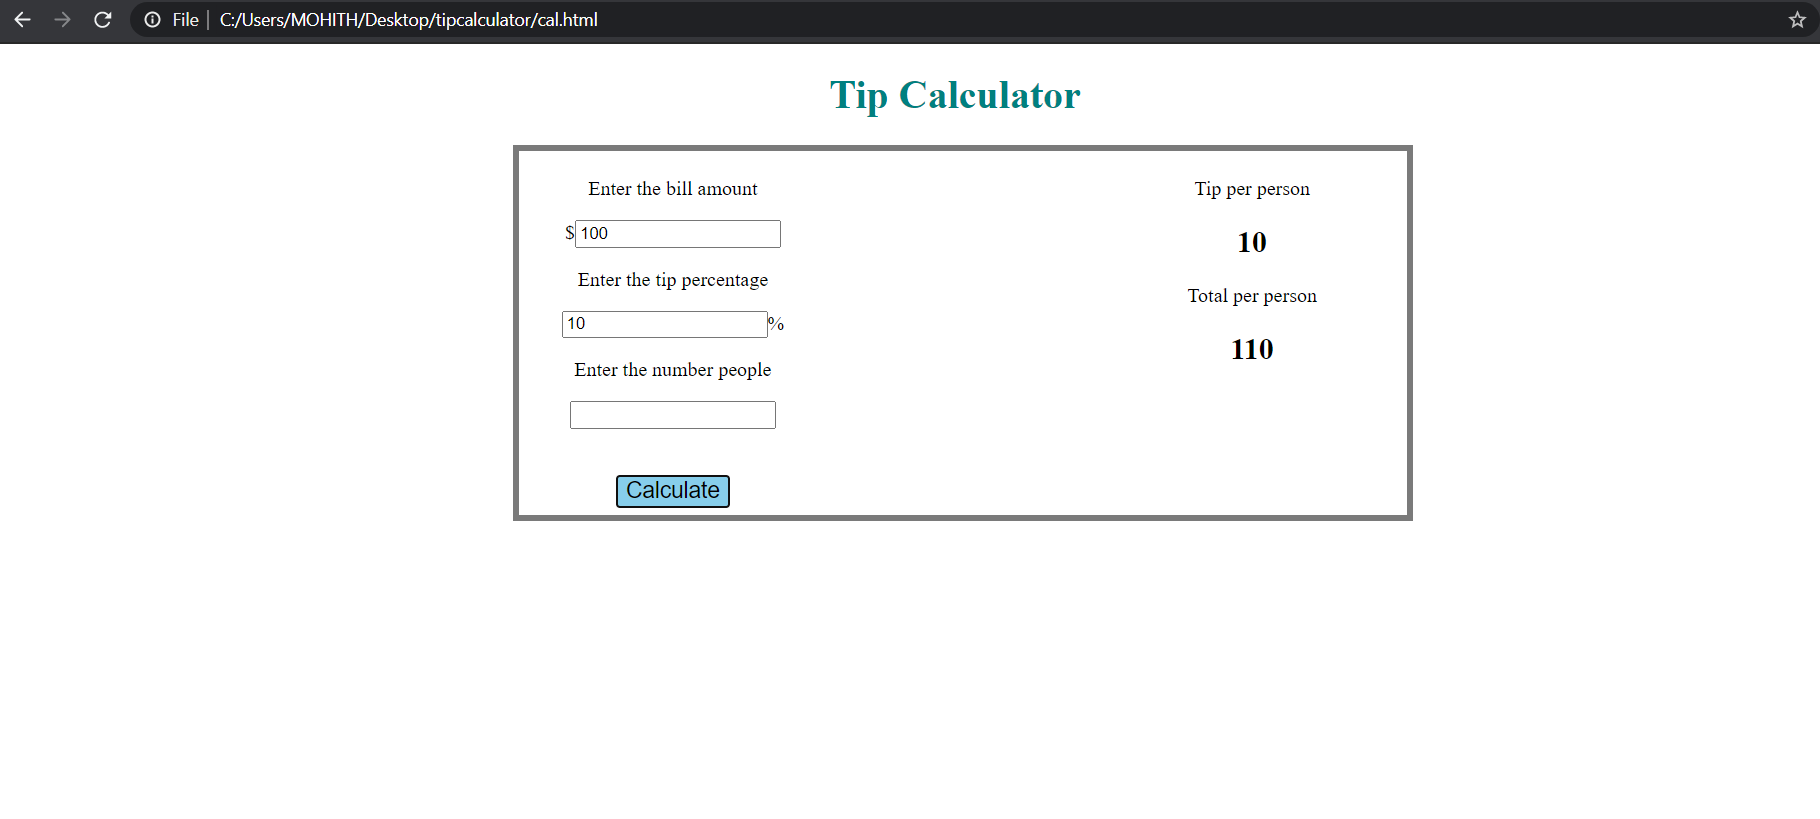 File | C:/Users/MOHITH/Desktop/tipcalculator/cal.html
Tip Calculator
Enter the bill amount
$100
Enter the tip percentage
10%
Enter the number people
Calculate
Tip per person
10
Total per person
110